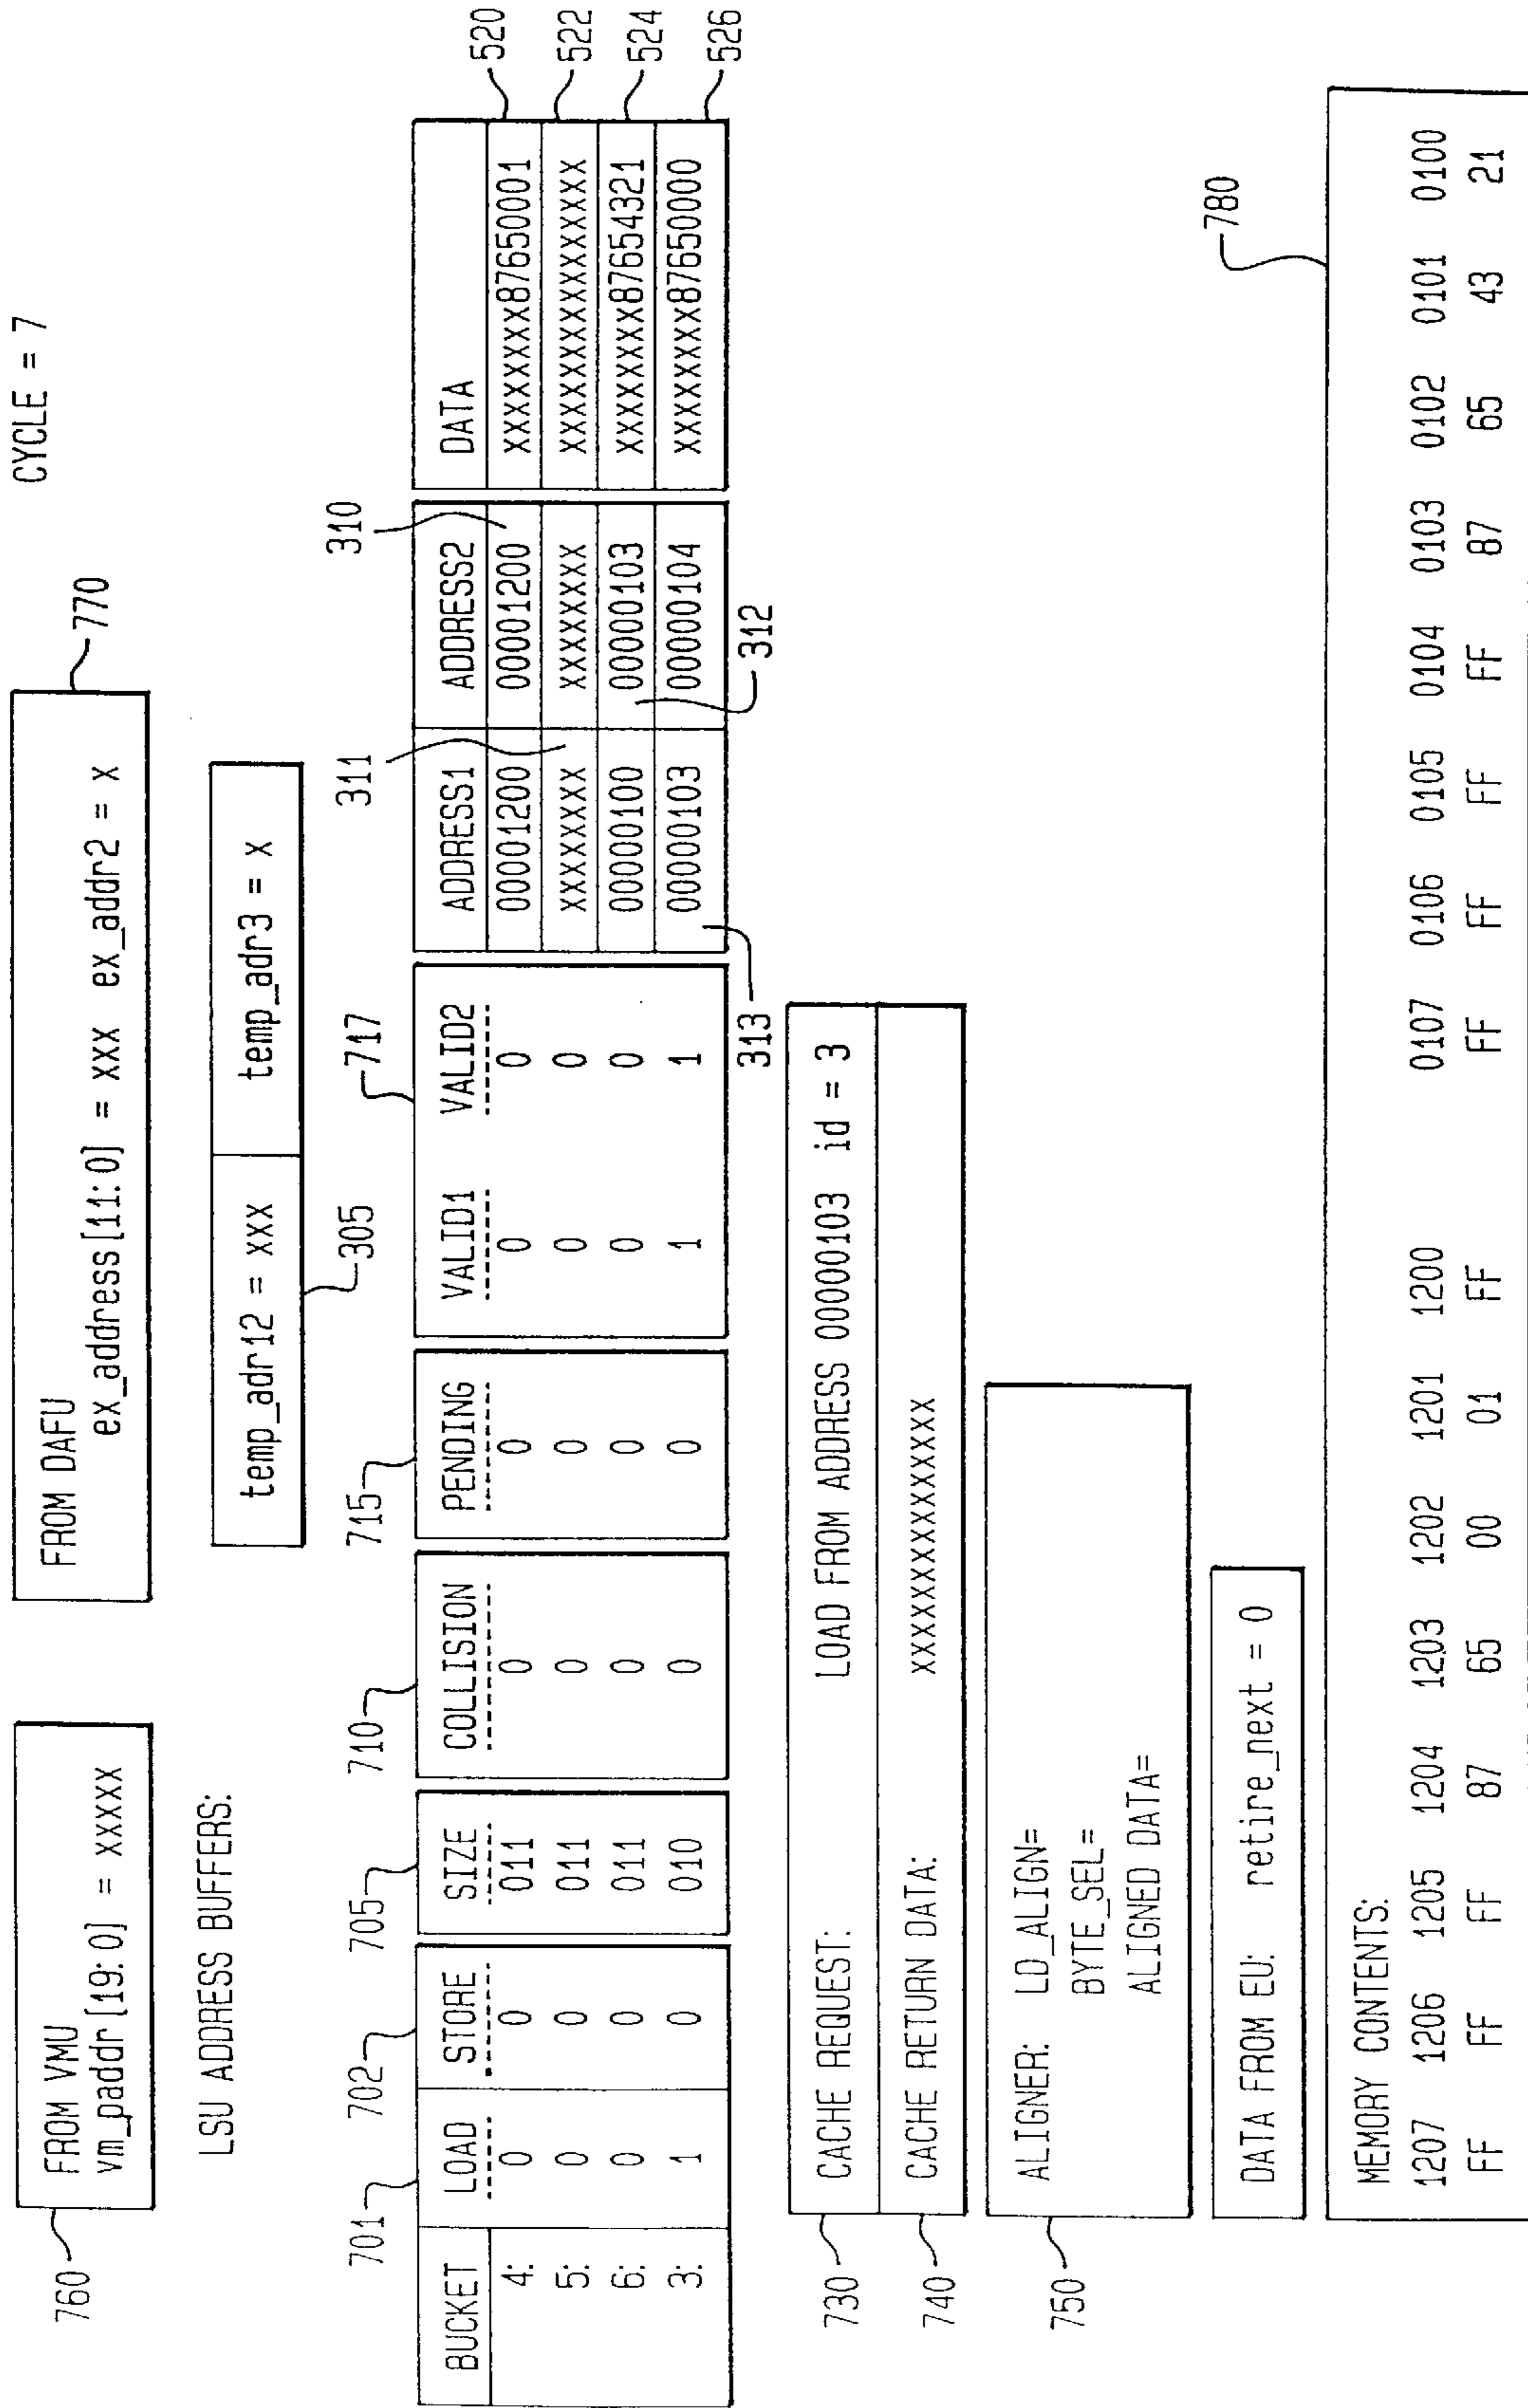 CYCLE = 7
760
FROM VMU
vm_paddr[19:0] = XXXXX
770
FROM DAFU
ex_address[11:0] = XXX ex_addr2 = X
temp_adr12 = XXX temp_adr3 = X
305
LSU ADDRESS BUFFERS:
701 702 705 710 715 717 311 310
BUCKET LOAD STORE SIZE COLLISION PENDING VALID1 VALID2 ADDRESS1 ADDRESS2 DATA
4: 0 0 011 0 0 0 0 00001200 00001200 XXXXXXXX87650001 520
5: 0 0 011 0 0 0 0 XXXXXXXX XXXXXXXX XXXXXXXXXXXXXXXX 522
6: 0 0 011 0 0 0 0 00000100 00000103 XXXXXXXX87654321 524
3: 1 0 010 0 0 1 1 00000103 00000104 XXXXXXXX87650000 526
313 312
730
CACHE REQUEST: LOAD FROM ADDRESS 00000103 id = 3
740
CACHE RETURN DATA: XXXXXXXXXXXXXXXX
750
ALIGNER: LD_ALIGN=
BYTE_SEL=
ALIGNED DATA=
DATA FROM EU: retire_next = 0
780
MEMORY CONTENTS:
1207 1206 1205 1204 1203 1202 1201 1200 0107 0106 0105 0104 0103 0102 0101 0100
FF FF FF 87 65 00 01 FF FF FF FF FF 87 65 43 21